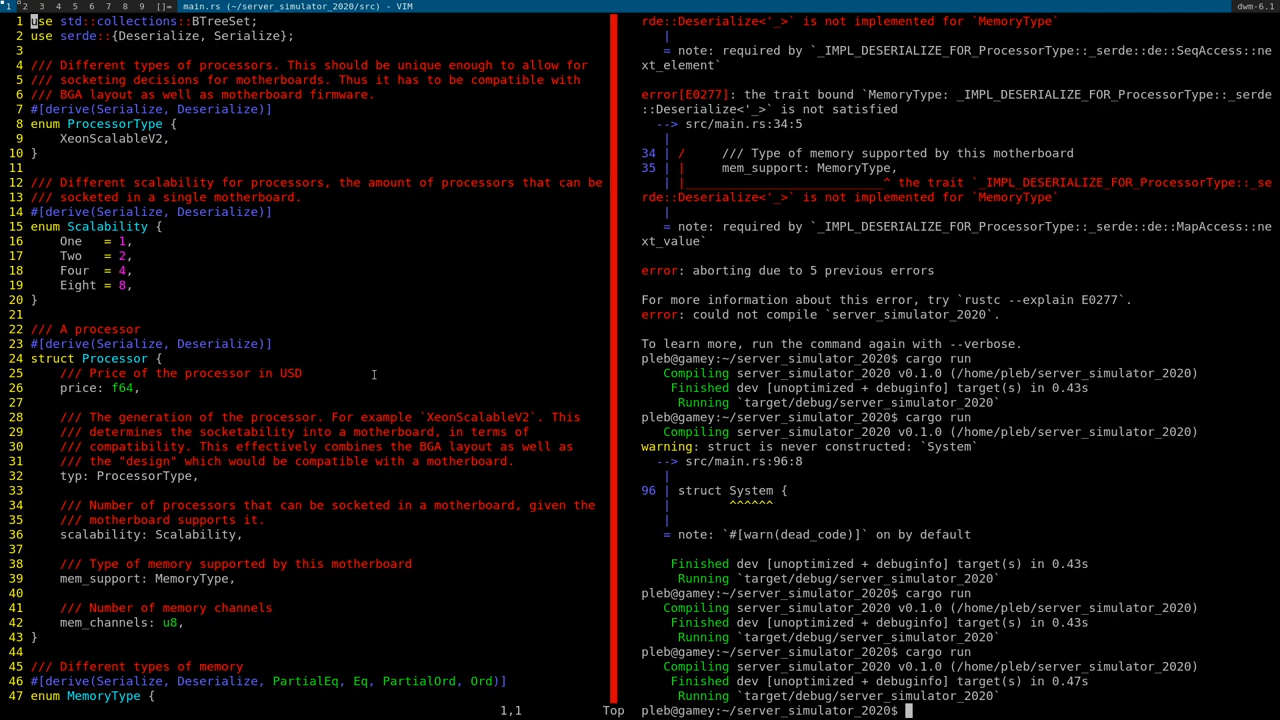 1 2 3 4 5 6 7 8 9 []= main.rs (~/server_simulator_2020/src) - VIM dwm-6.1
1 use std::collections::BTreeSet;
2 use serde::{Deserialize, Serialize};
3
4 /// Different types of processors. This should be unique enough to allow for
5 /// socketing decisions for motherboards. Thus it has to be compatible with
6 /// BGA layout as well as motherboard firmware.
7 #[derive(Serialize, Deserialize)]
8 enum ProcessorType {
9     XeonScalableV2,
10 }
11
12 /// Different scalability for processors, the amount of processors that can be
13 /// socketed in a single motherboard.
14 #[derive(Serialize, Deserialize)]
15 enum Scalability {
16     One   = 1,
17     Two   = 2,
18     Four  = 4,
19     Eight = 8,
20 }
21
22 /// A processor
23 #[derive(Serialize, Deserialize)]
24 struct Processor {
25     /// Price of the processor in USD
26     price: f64,
27
28     /// The generation of the processor. For example `XeonScalableV2`. This
29     /// determines the socketability into a motherboard, in terms of
30     /// compatibility. This effectively combines the BGA layout as well as
31     /// the "design" which would be compatible with a motherboard.
32     typ: ProcessorType,
33
34     /// Number of processors that can be socketed in a motherboard, given the
35     /// motherboard supports it.
36     scalability: Scalability,
37
38     /// Type of memory supported by this motherboard
39     mem_support: MemoryType,
40
41     /// Number of memory channels
42     mem_channels: u8,
43 }
44
45 /// Different types of memory
46 #[derive(Serialize, Deserialize, PartialEq, Eq, PartialOrd, Ord)]
47 enum MemoryType {
1,1 Top
rde::Deserialize<'_>` is not implemented for `MemoryType`
   |
   = note: required by `_IMPL_DESERIALIZE_FOR_ProcessorType::_serde::de::SeqAccess::ne
xt_element`

error[E0277]: the trait bound `MemoryType: _IMPL_DESERIALIZE_FOR_ProcessorType::_serde
::Deserialize<'_>` is not satisfied
  --> src/main.rs:34:5
   |
34 | /     /// Type of memory supported by this motherboard
35 | |     mem_support: MemoryType,
   | |___________________________^ the trait `_IMPL_DESERIALIZE_FOR_ProcessorType::_se
rde::Deserialize<'_>` is not implemented for `MemoryType`
   |
   = note: required by `_IMPL_DESERIALIZE_FOR_ProcessorType::_serde::de::MapAccess::ne
xt_value`

error: aborting due to 5 previous errors

For more information about this error, try `rustc --explain E0277`.
error: could not compile `server_simulator_2020`.

To learn more, run the command again with --verbose.
pleb@gamey:~/server_simulator_2020$ cargo run
   Compiling server_simulator_2020 v0.1.0 (/home/pleb/server_simulator_2020)
    Finished dev [unoptimized + debuginfo] target(s) in 0.43s
     Running `target/debug/server_simulator_2020`
pleb@gamey:~/server_simulator_2020$ cargo run
   Compiling server_simulator_2020 v0.1.0 (/home/pleb/server_simulator_2020)
warning: struct is never constructed: `System`
  --> src/main.rs:96:8
   |
96 | struct System {
   |        ^^^^^^
   |
   = note: `#[warn(dead_code)]` on by default

    Finished dev [unoptimized + debuginfo] target(s) in 0.43s
     Running `target/debug/server_simulator_2020`
pleb@gamey:~/server_simulator_2020$ cargo run
   Compiling server_simulator_2020 v0.1.0 (/home/pleb/server_simulator_2020)
    Finished dev [unoptimized + debuginfo] target(s) in 0.43s
     Running `target/debug/server_simulator_2020`
pleb@gamey:~/server_simulator_2020$ cargo run
   Compiling server_simulator_2020 v0.1.0 (/home/pleb/server_simulator_2020)
    Finished dev [unoptimized + debuginfo] target(s) in 0.47s
     Running `target/debug/server_simulator_2020`
pleb@gamey:~/server_simulator_2020$